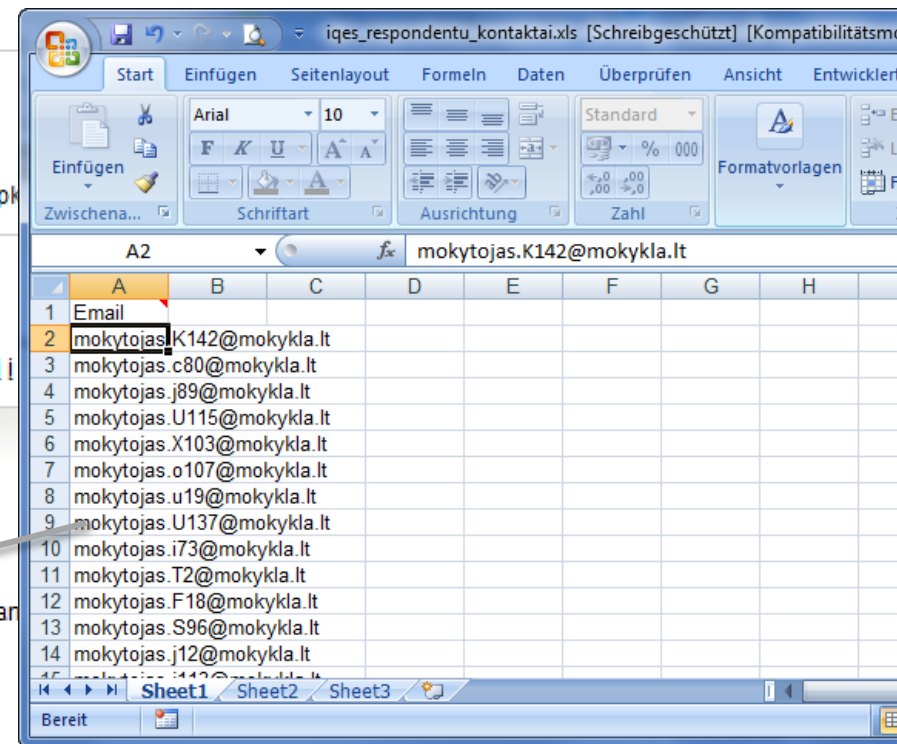 iqes_respondentu_kontaktai.xls [Schreibgeschützt] [Kompatibilitätsmo
Start Einfügen Seitenlayout Formeln Daten Überprüfen Ansicht Entwicklert
Arial 10 Standard
F K U A A % 000
Einfügen Formatvorlagen
Zwischena... Schriftart Ausrichtung Zahl
A2 fx mokytojas.K142@mokykla.lt
A B C D E F G H
1 Email
2 mokytojas.K142@mokykla.lt
3 mokytojas.c80@mokykla.lt
4 mokytojas.j89@mokykla.lt
5 mokytojas.U115@mokykla.lt
6 mokytojas.X103@mokykla.lt
7 mokytojas.o107@mokykla.lt
8 mokytojas.u19@mokykla.lt
9 mokytojas.U137@mokykla.lt
10 mokytojas.i73@mokykla.lt
11 mokytojas.T2@mokykla.lt
12 mokytojas.F18@mokykla.lt
13 mokytojas.S96@mokykla.lt
14 mokytojas.j12@mokykla.lt
Sheet1 Sheet2 Sheet3
Bereit